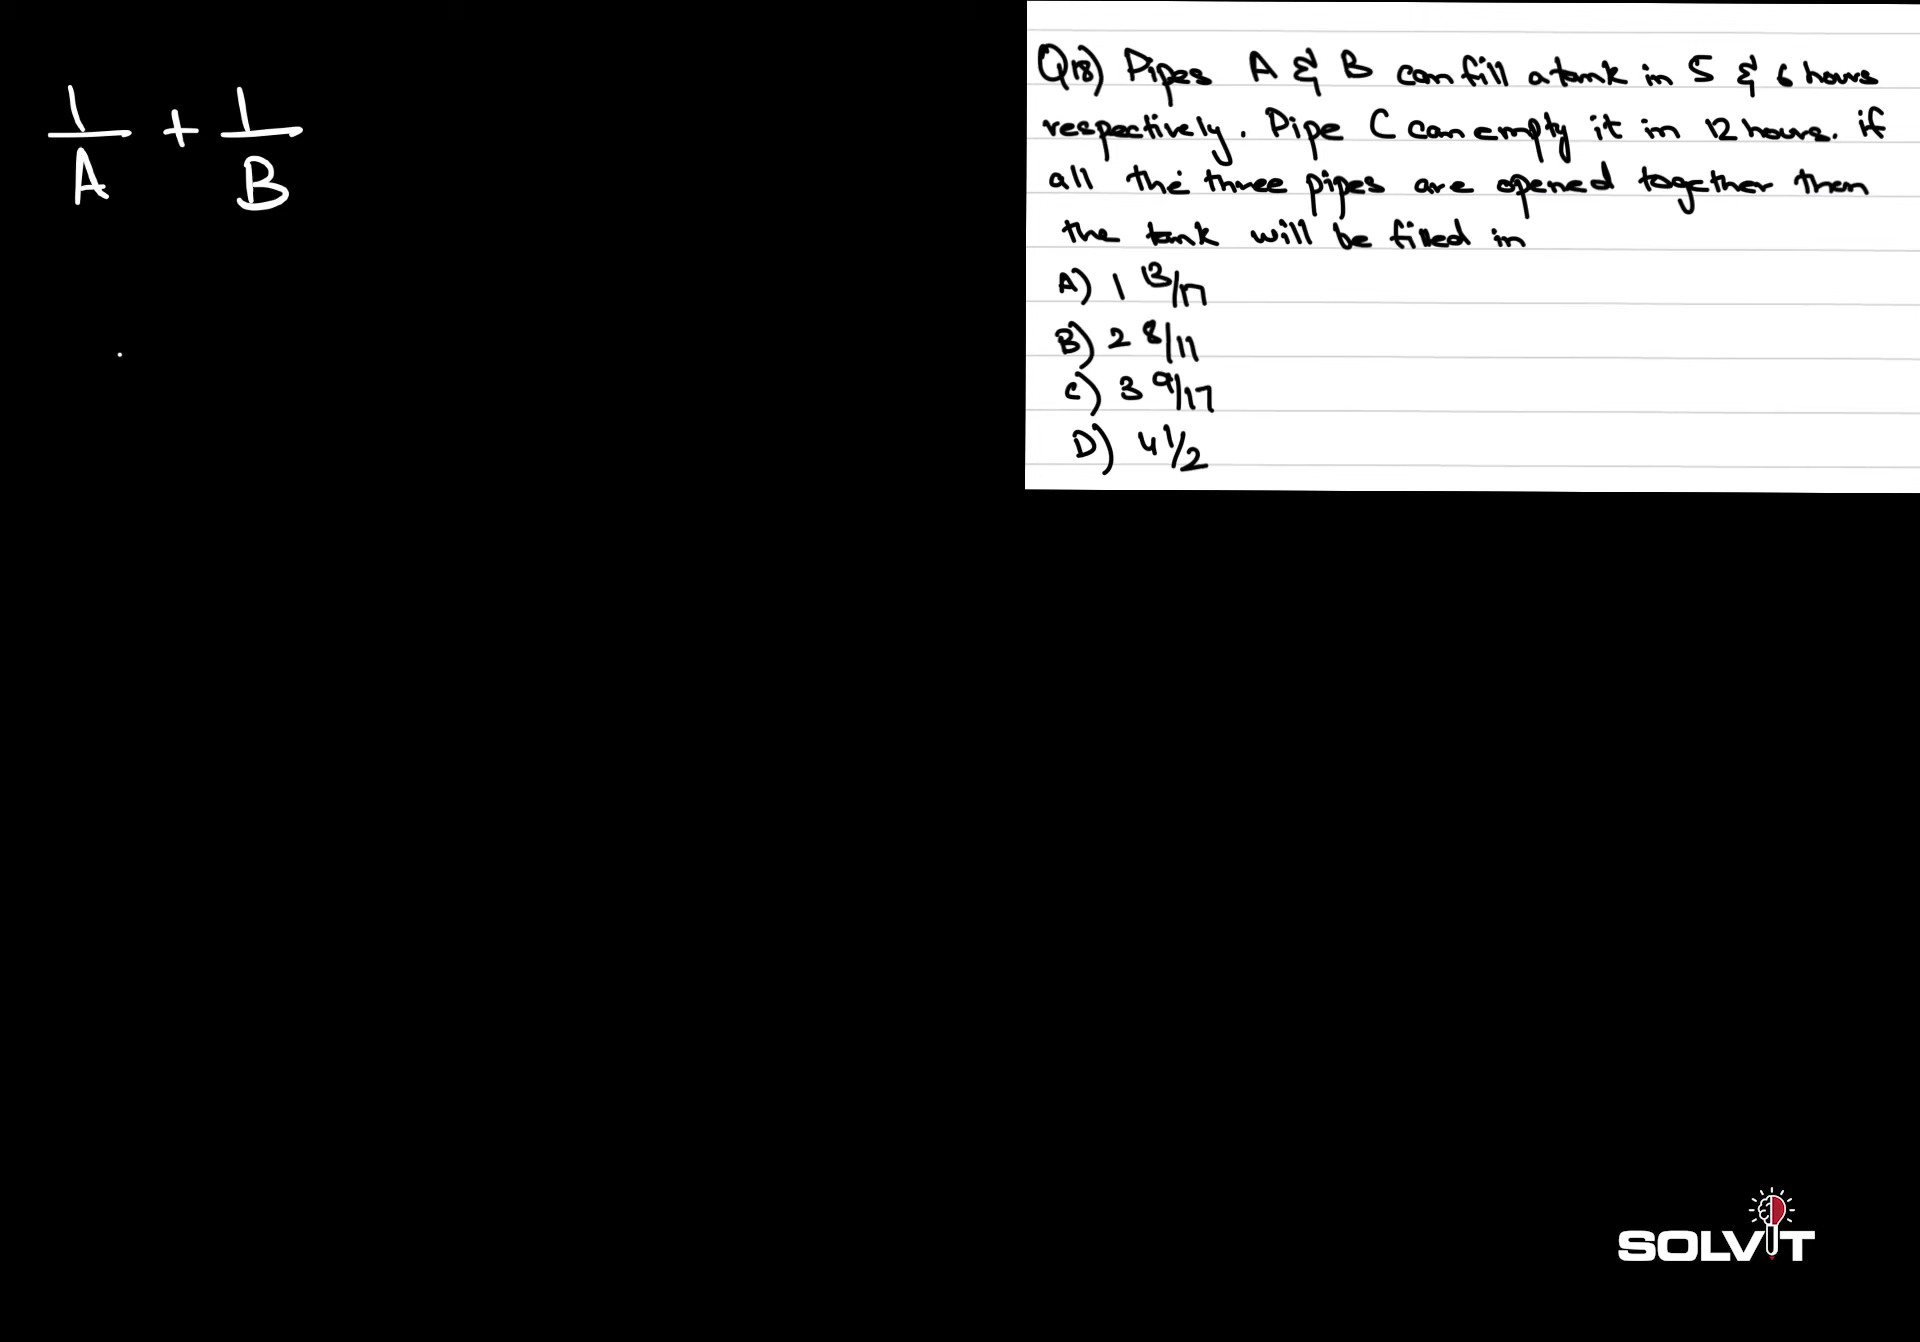 1/A + 1/B
Q18) Pipes A & B can fill a tank in 5 & 6 hours
respectively. Pipe C can empty it in 12 hours. if
all the three pipes are opened together then
the tank will be filled in
A) 1 13/17
B) 2 8/11
C) 3 9/17
D) 4 1/2
SOLVIT